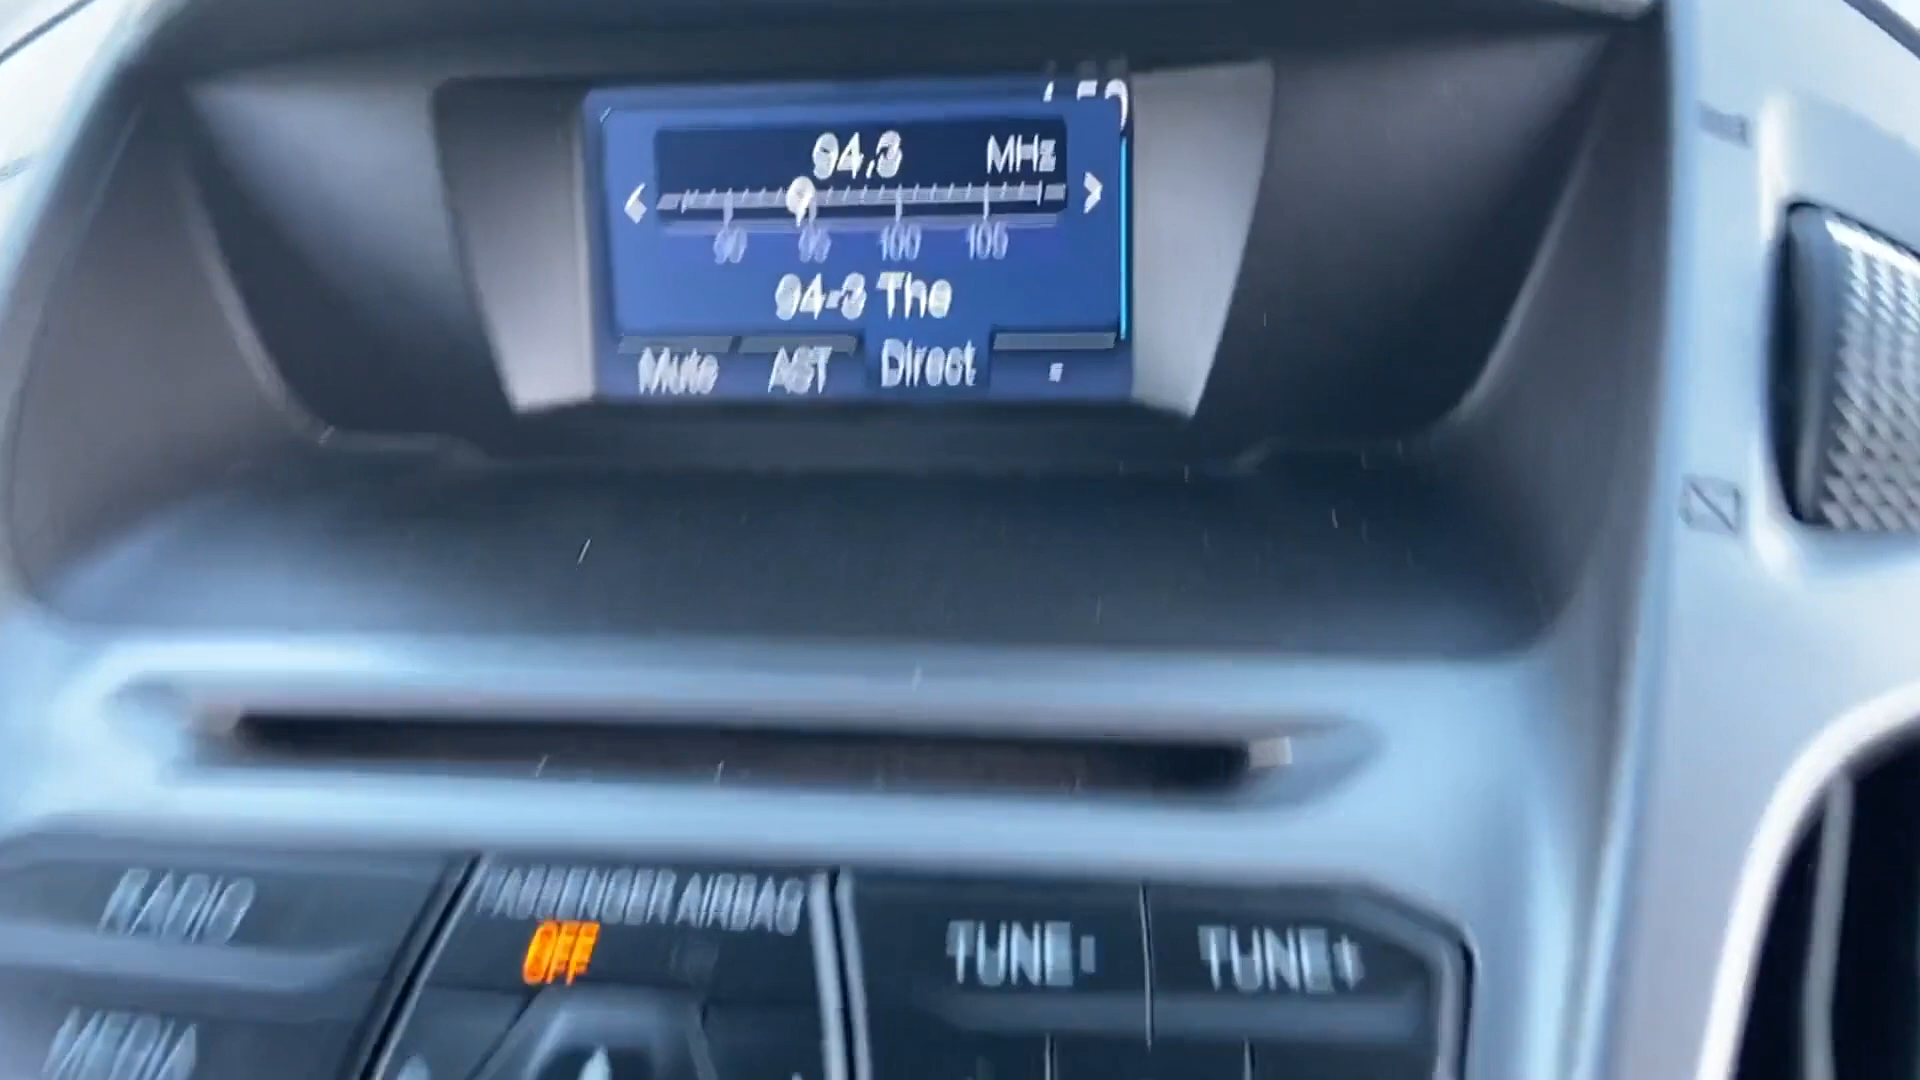 94.3 MHz
90 95 100 105
94-3 The
Mute AST Direct
RADIO
PASSENGER AIRBAG
OFF
TUNE-
TUNE+
MEDIA